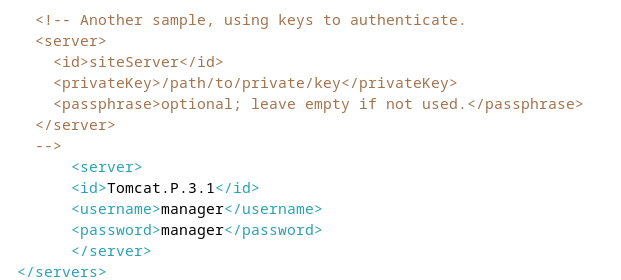 <!-- Another sample, using keys to authenticate.
<server>
<id>siteServer</id>
<privateKey>/path/to/private/key</privateKey>
<passphrase>optional; leave empty if not used.</passphrase>
</server>
-->
<server>
<id>Tomcat.P.3.1</id>
<username>manager</username>
<password>manager</password>
</server>
</servers>